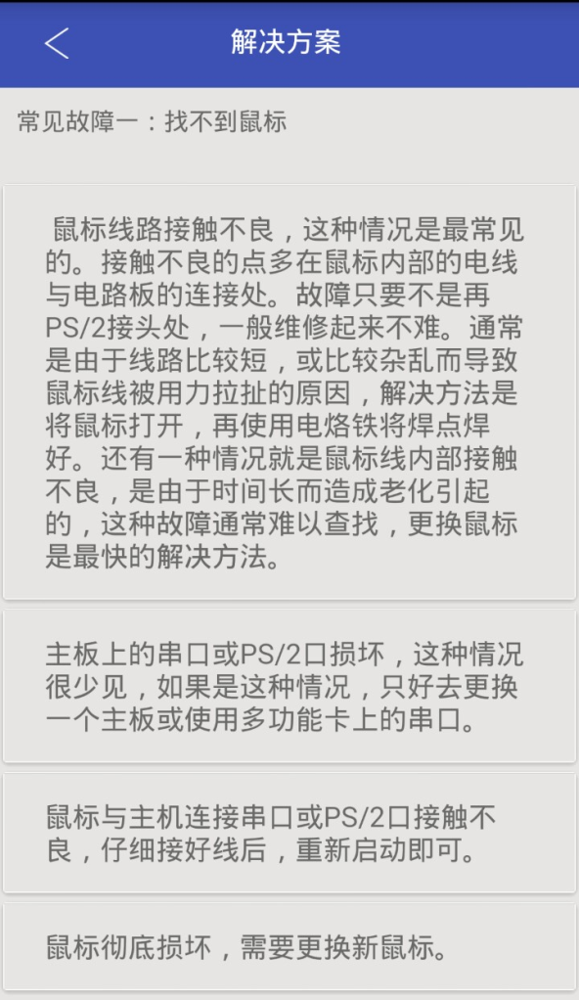 解决方案
常见故障一：找不到鼠标
鼠标线路接触不良，这种情况是最常见
的。接触不良的点多在鼠标内部的电线
与电路板的连接处。故障只要不是再
PS/2接头处，一般维修起来不难。通常
是由于线路比较短，或比较杂乱而导致
鼠标线被用力拉扯的原因，解决方法是
将鼠标打开，再使用电烙铁将焊点焊
好。还有一种情况就是鼠标线内部接触
不良，是由于时间长而造成老化引起
的，这种故障通常难以查找，更换鼠标
是最快的解决方法。
主板上的串口或PS/2口损坏，这种情况
很少见，如果是这种情况，只好去更换
一个主板或使用多功能卡上的串口。
鼠标与主机连接串口或PS/2口接触不
良，仔细接好线后，重新启动即可。
鼠标彻底损坏，需要更换新鼠标。